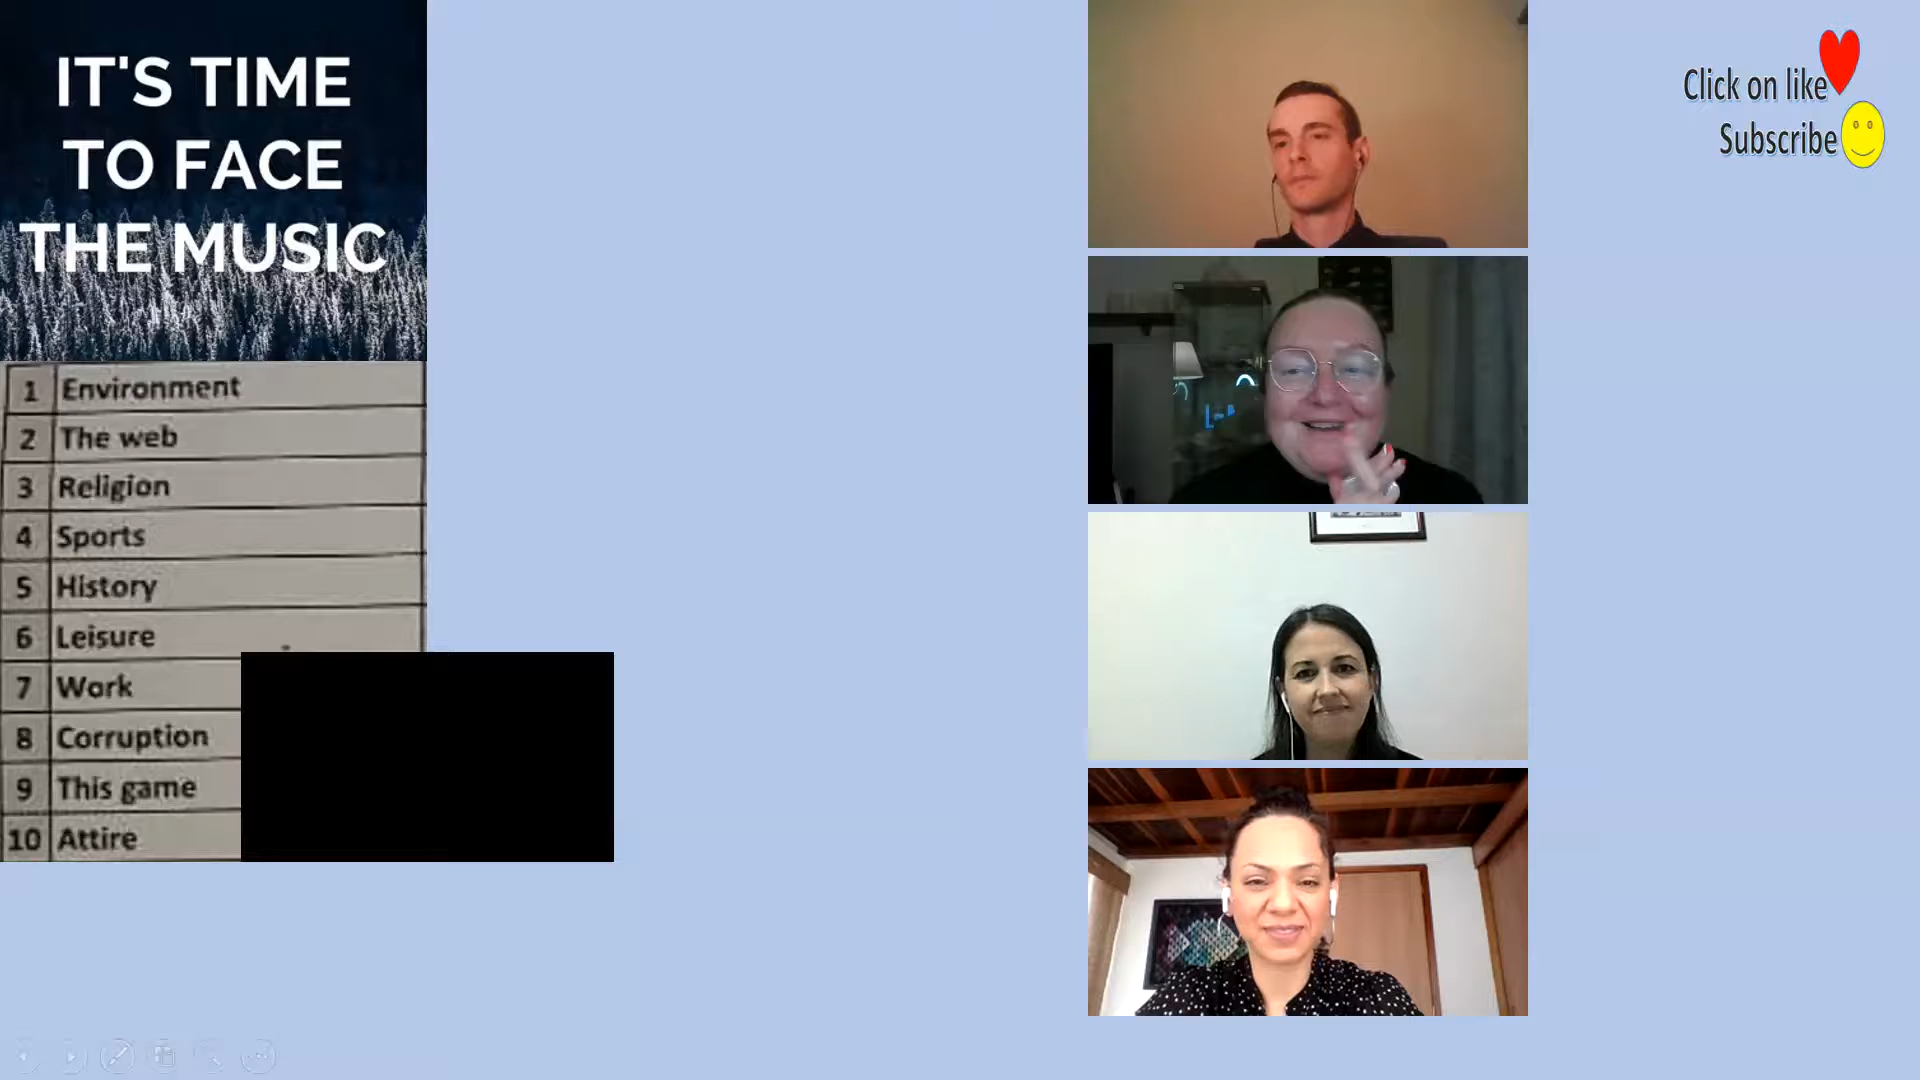 IT'S TIME
TO FACE
THE MUSIC
1 Environment
2 The web
3 Religion
4 Sports
5 History
6 Leisure
7 Work
8 Corruption
9 This game
10 Attire
Click on like
Subscribe